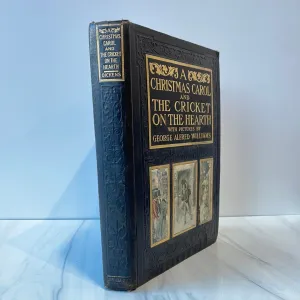 A
CHRISTMAS
CAROL
AND
THE CRICKET
ON THE
HEARTH
DICKENS
A
CHRISTMAS CAROL
AND
THE CRICKET
ON THE HEARTH
WITH PICTURES BY
GEORGE ALFRED WILLIAMS